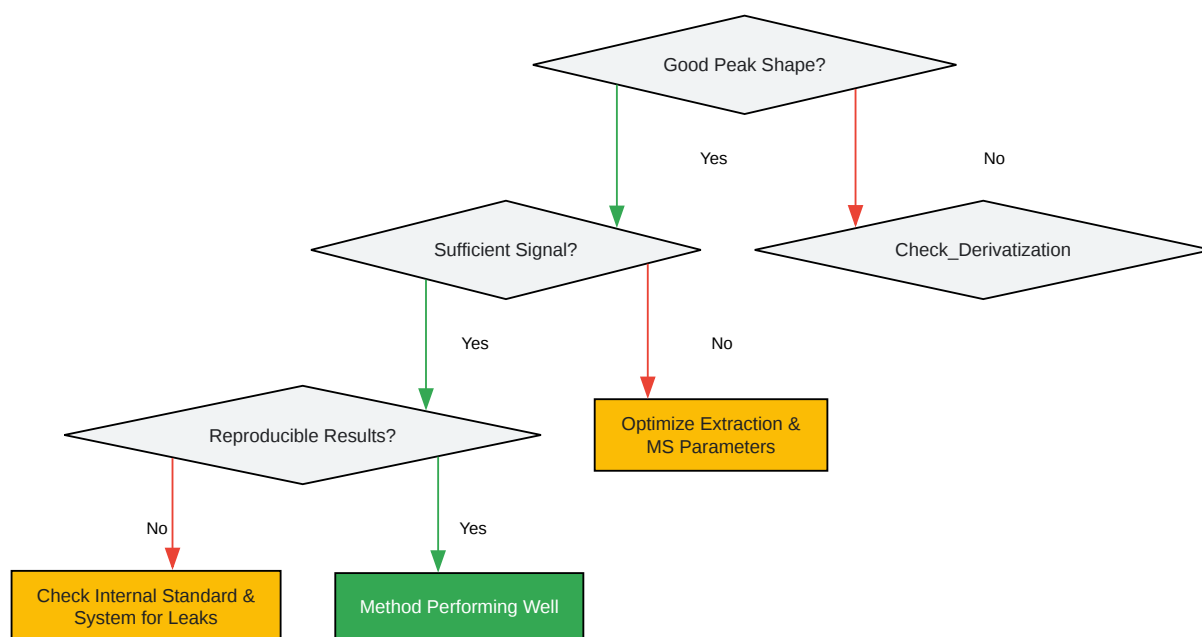 Good Peak Shape?
Yes
No
Sufficient Signal?
Check_Derivatization
Yes
No
Reproducible Results?
Optimize Extraction &
MS Parameters
No
Yes
Check Internal Standard &
System for Leaks
Method Performing Well